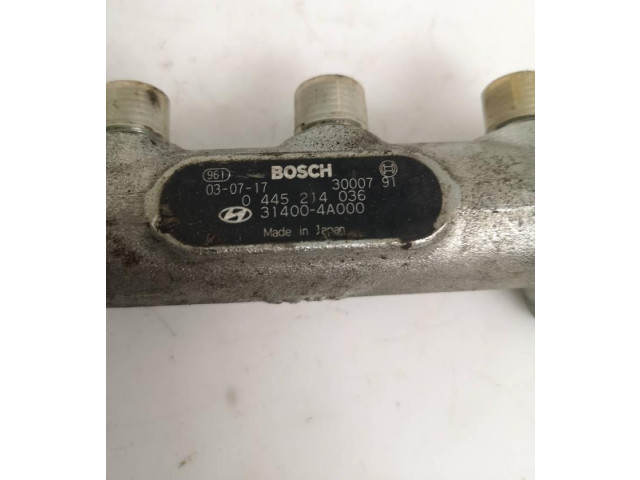 961 BOSCH
03-07-17 30007 91
0 445 214 036
31400-4A000
Made in Japan